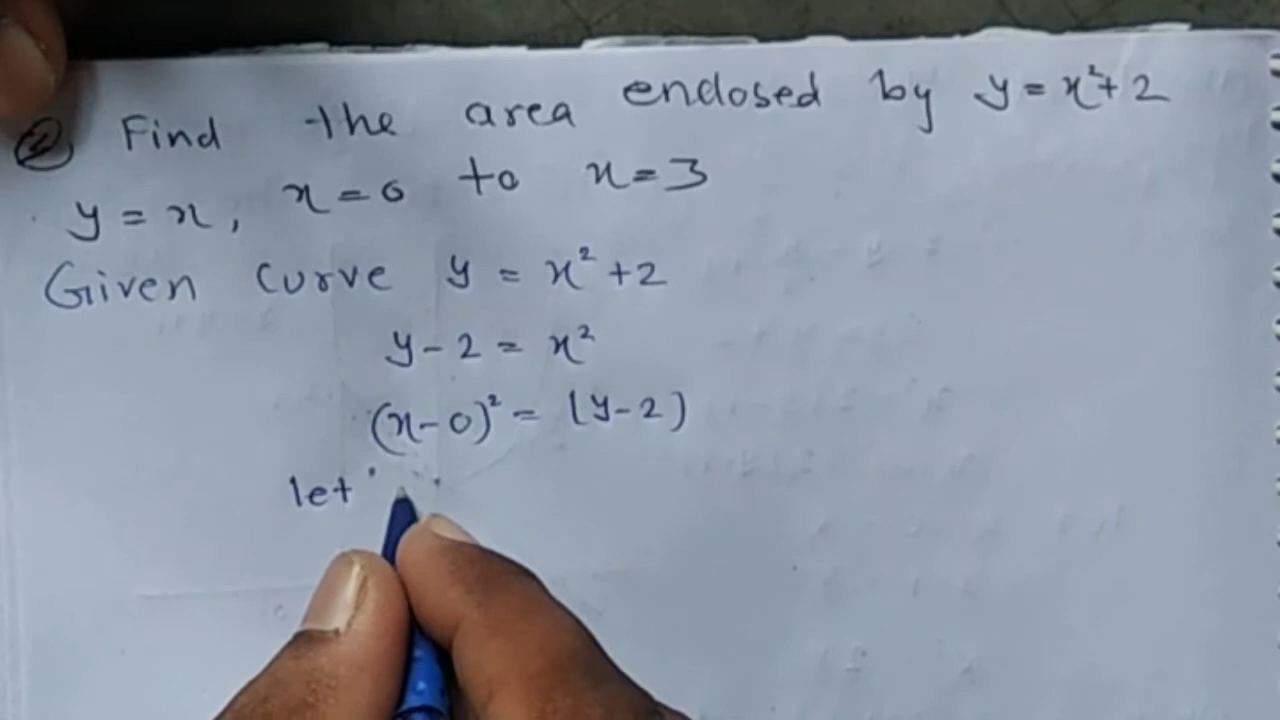 ② Find the area enclosed by y = x²+2
y = x, x = 0 to x = 3
Given curve y = x² +2
y - 2 = x²
(x-0)² = (y-2)
let